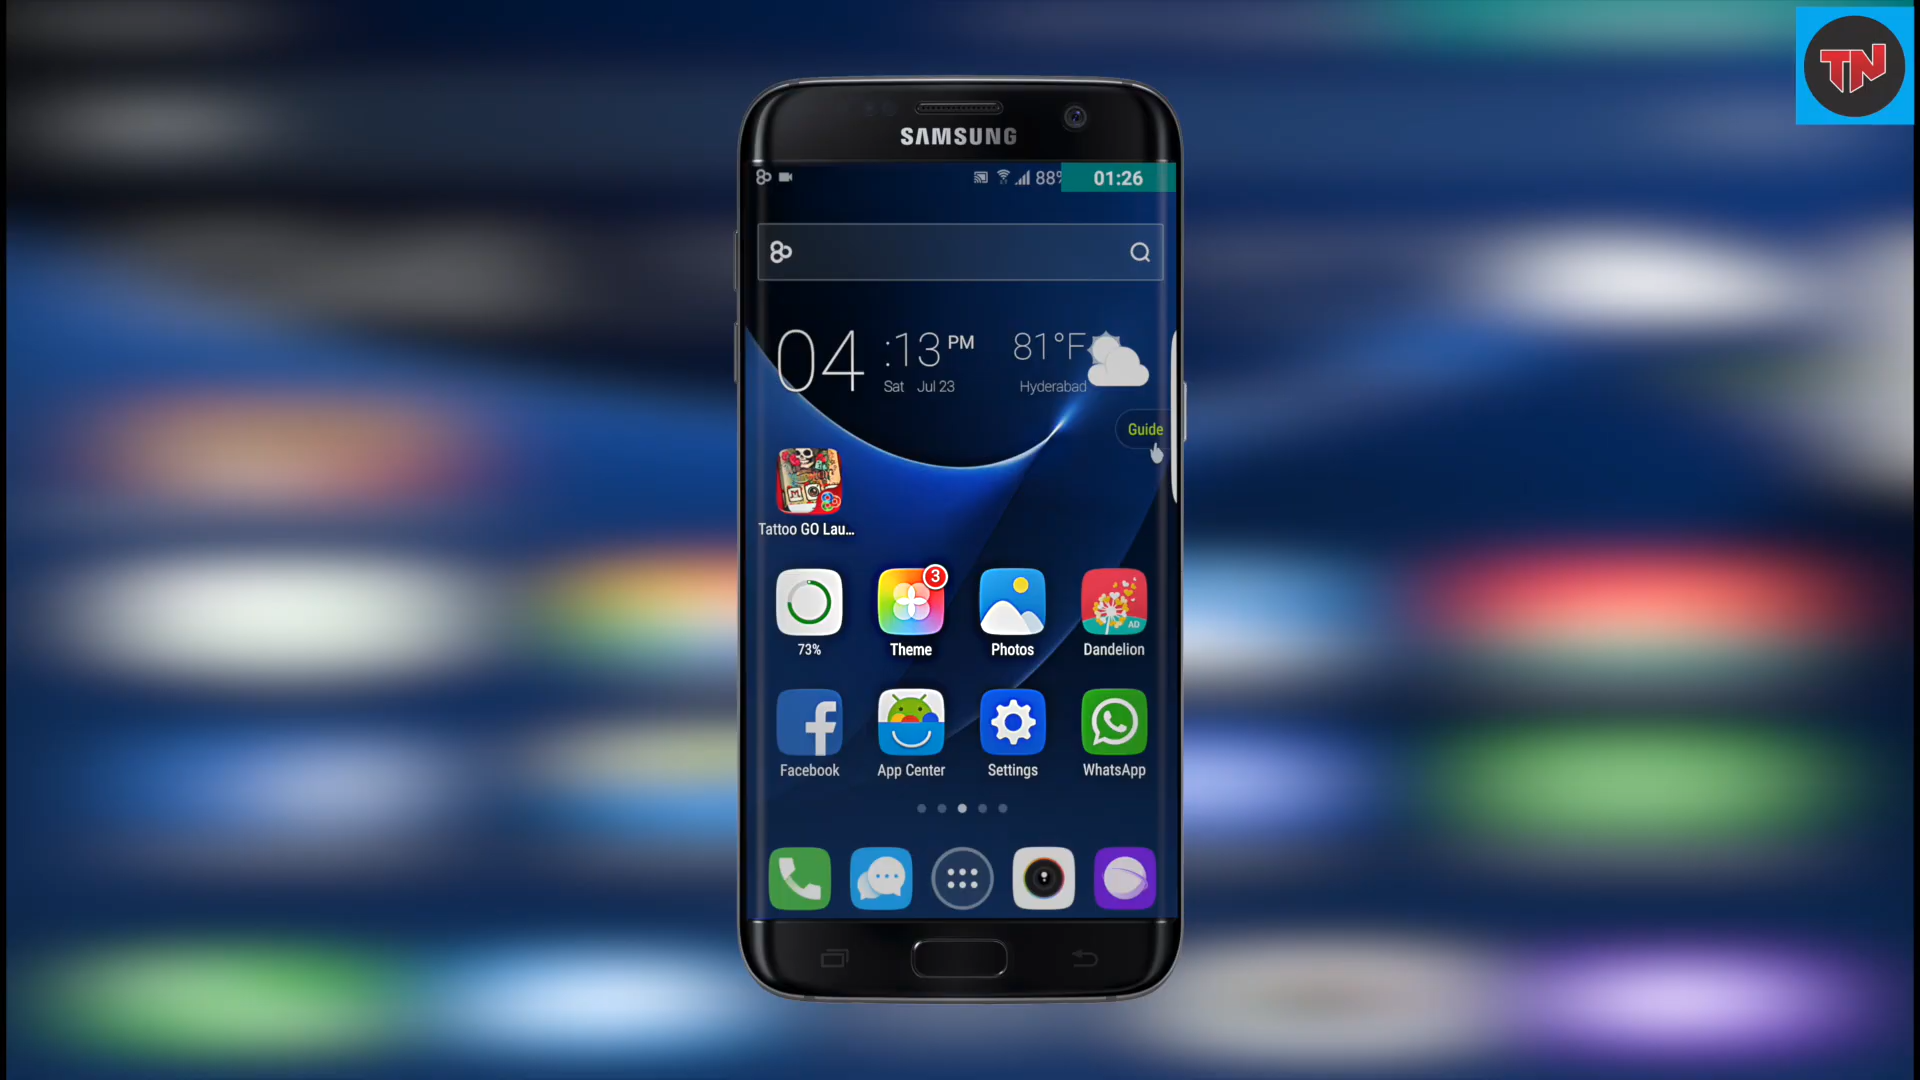 TN
SAMSUNG
88%
01:26
04:13 PM
81°F
Sat Jul 23
Hyderabad
Guide
Tattoo GO Lau...
3
AD
73%
Theme
Photos
Dandelion
Facebook
App Center
Settings
WhatsApp